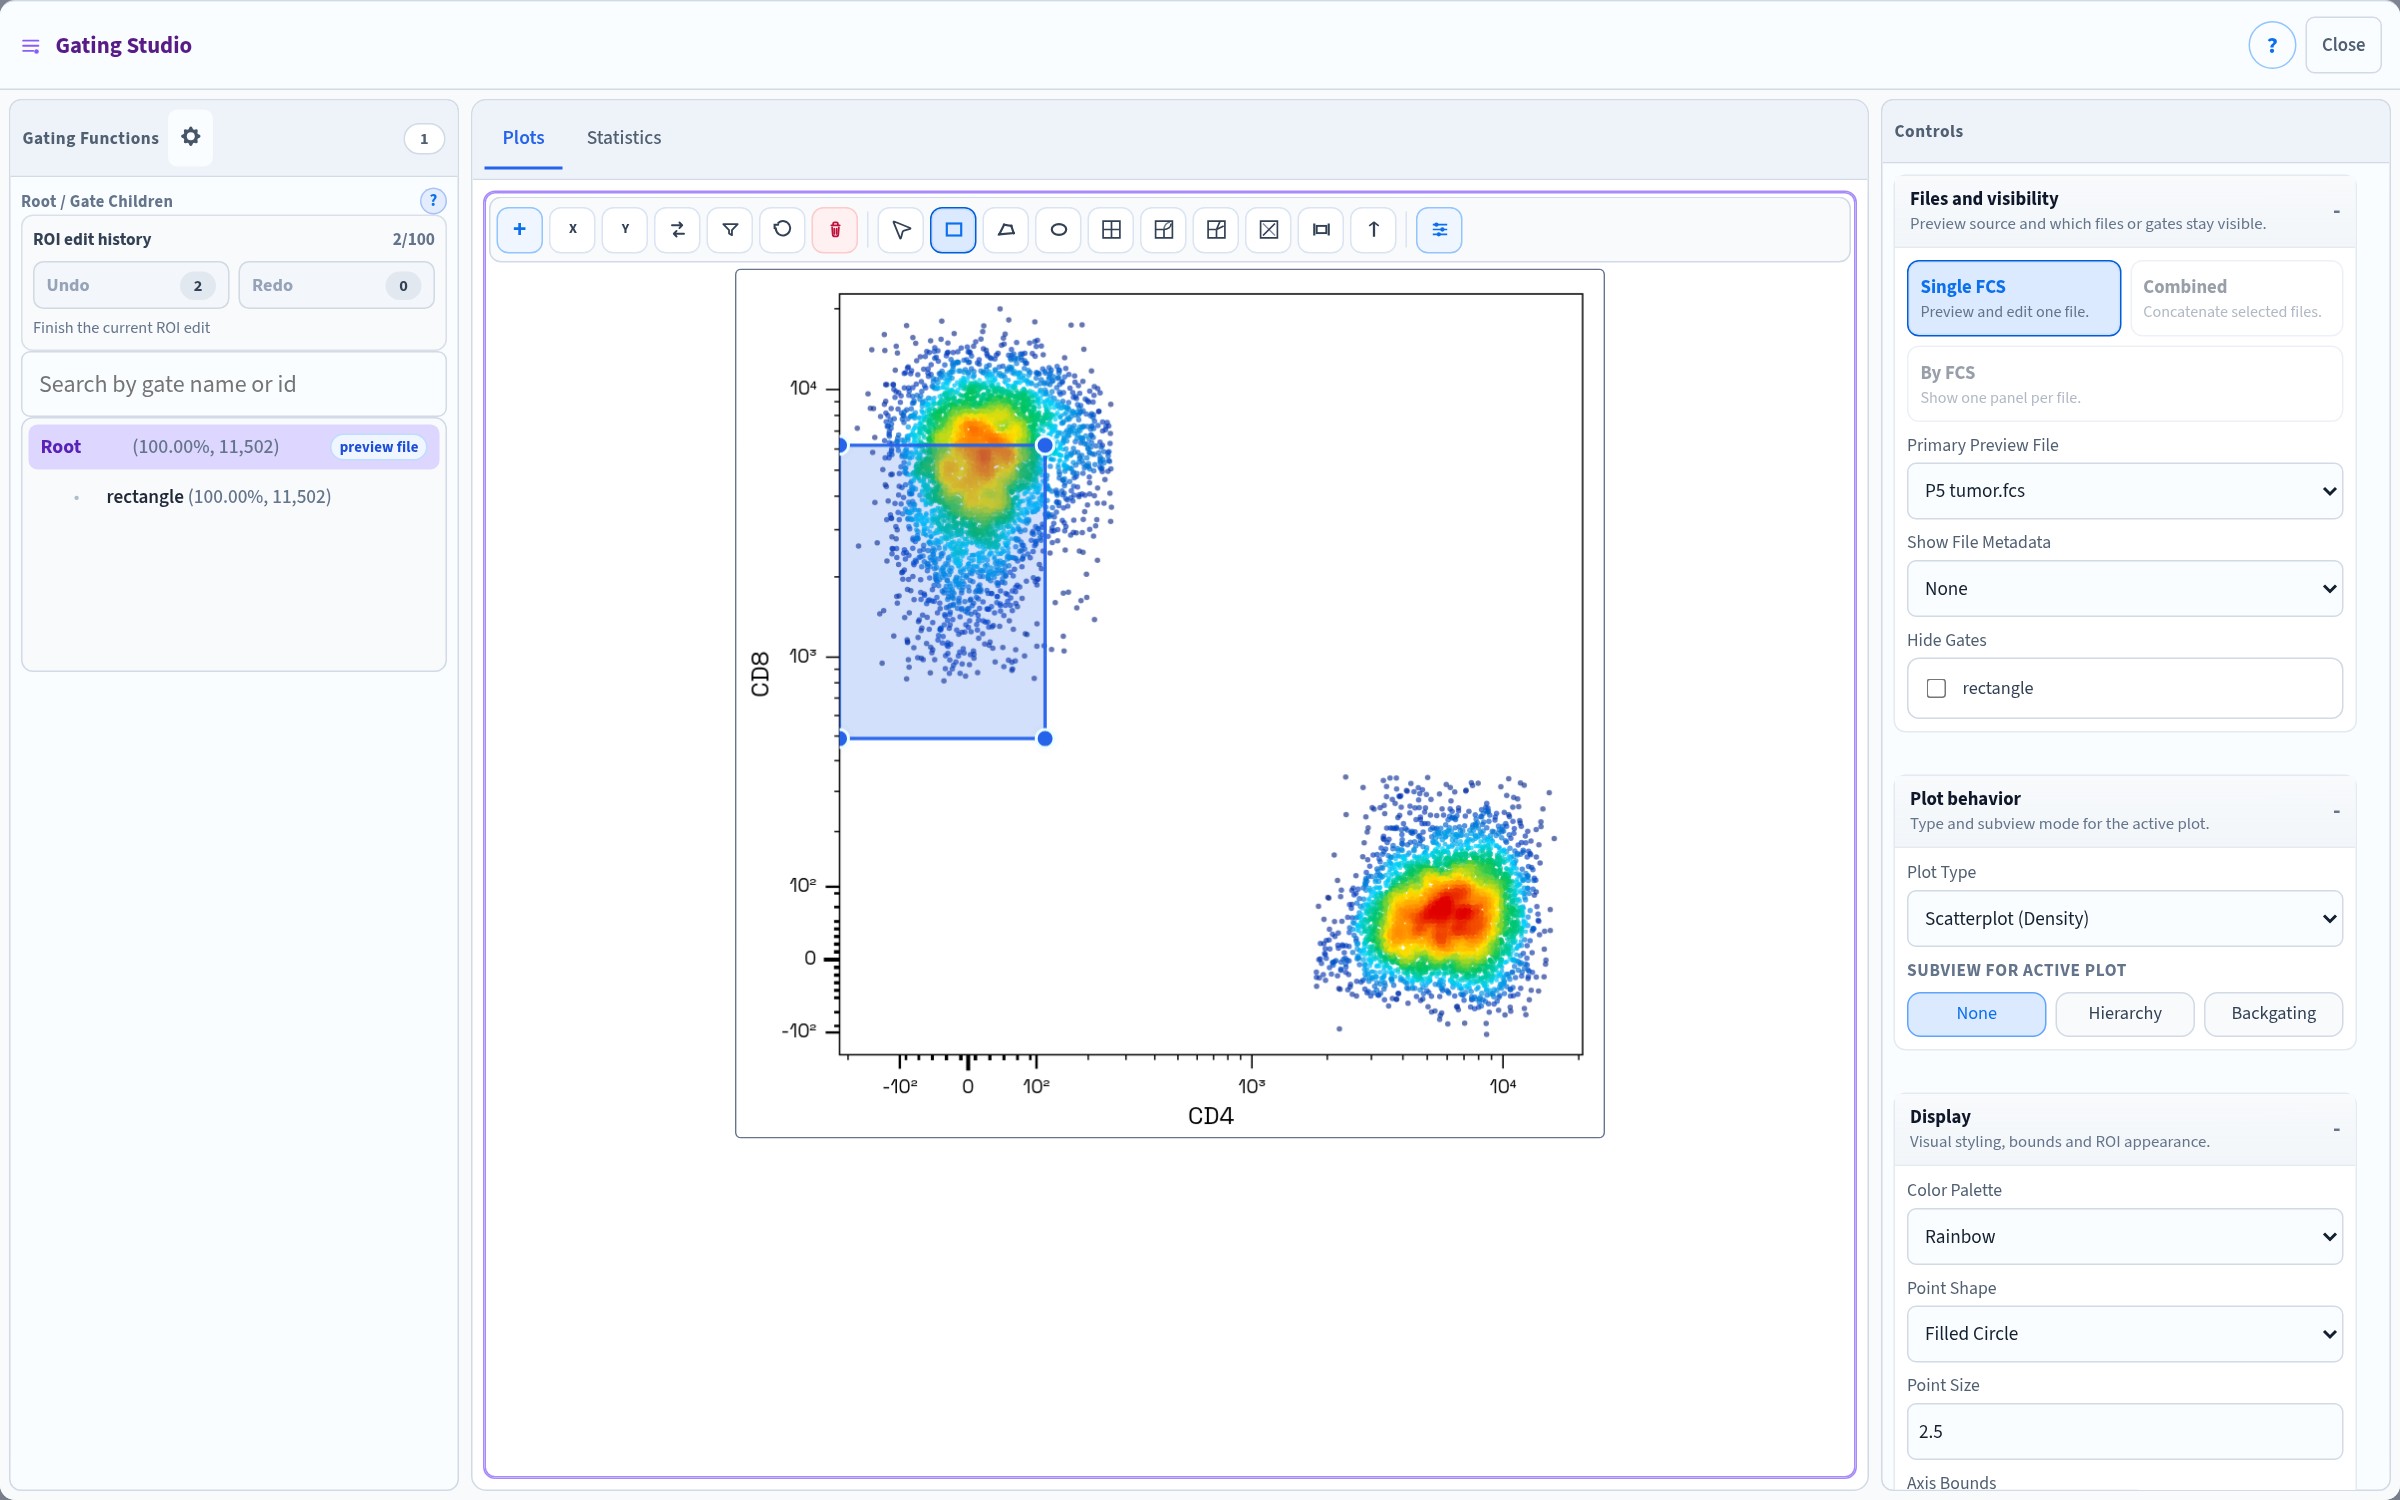 Gating Studio
?
Close
Gating Functions
1
Root / Gate Children
?
ROI edit history
2/100
Undo
2
Redo
0
Finish the current ROI edit
Search by gate name or id
Root (100.00%, 11,502) preview file
rectangle (100.00%, 11,502)
Plots
Statistics
+
X
Y
10⁴
10³
10²
0
-10²
CD8
-10²
0
10²
10³
10⁴
CD4
Controls
Files and visibility
Preview source and which files or gates stay visible.
-
Single FCS
Preview and edit one file.
Combined
Concatenate selected files.
By FCS
Show one panel per file.
Primary Preview File
P5 tumor.fcs
Show File Metadata
None
Hide Gates
rectangle
Plot behavior
Type and subview mode for the active plot.
-
Plot Type
Scatterplot (Density)
SUBVIEW FOR ACTIVE PLOT
None
Hierarchy
Backgating
Display
Visual styling, bounds and ROI appearance.
-
Color Palette
Rainbow
Point Shape
Filled Circle
Point Size
2.5
Axis Bounds